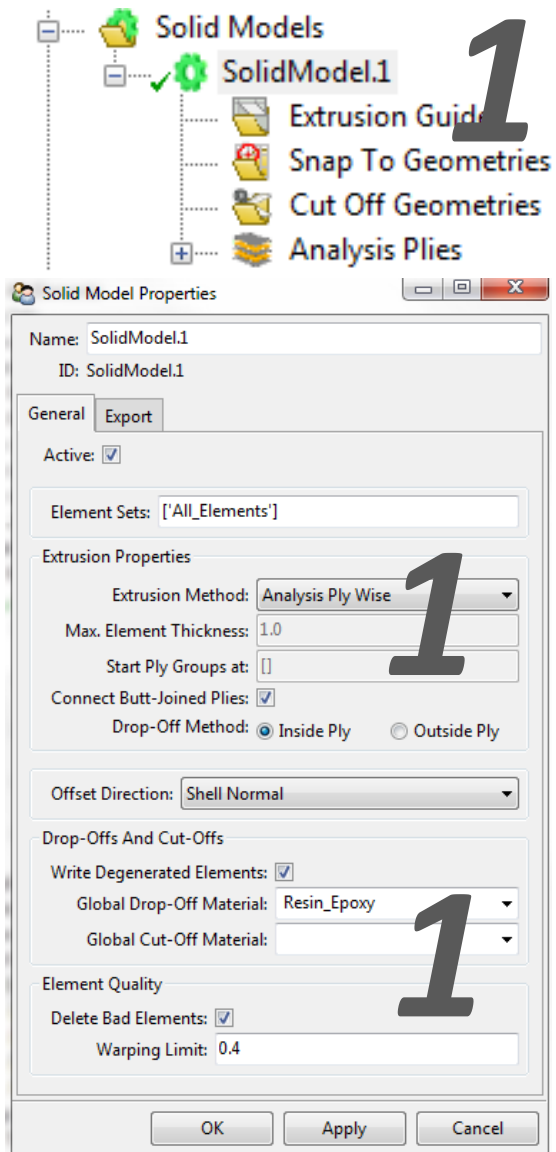 Solid Models
SolidModel.1
1
Extrusion Guide
Snap To Geometries
Cut Off Geometries
Analysis Plies
Solid Model Properties
Name: SolidModel.1
ID: SolidModel.1
General Export
Active:
Element Sets: ['All_Elements']
Extrusion Properties
1
Extrusion Method: Analysis Ply Wise
Max. Element Thickness: 1.0
Start Ply Groups at: []
Connect Butt-Joined Plies:
Drop-Off Method: Inside Ply Outside Ply
Offset Direction: Shell Normal
Drop-Offs And Cut-Offs
Write Degenerated Elements:
Global Drop-Off Material: Resin_Epoxy
1
Global Cut-Off Material:
Element Quality
Delete Bad Elements:
Warping Limit: 0.4
OK Apply Cancel